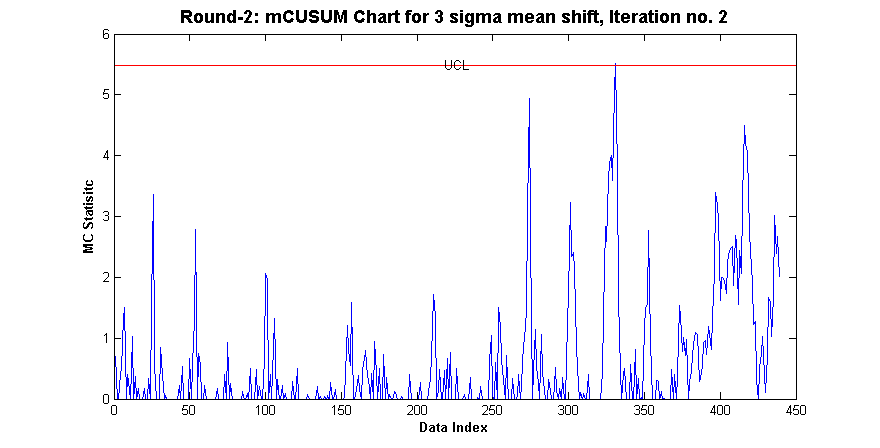 Round-2: mCUSUM Chart for 3 sigma mean shift, Iteration no. 2
6
UCL
5
4
3
2
1
0
MC Statisitc
0 50 100 150 200 250 300 350 400 450
Data Index